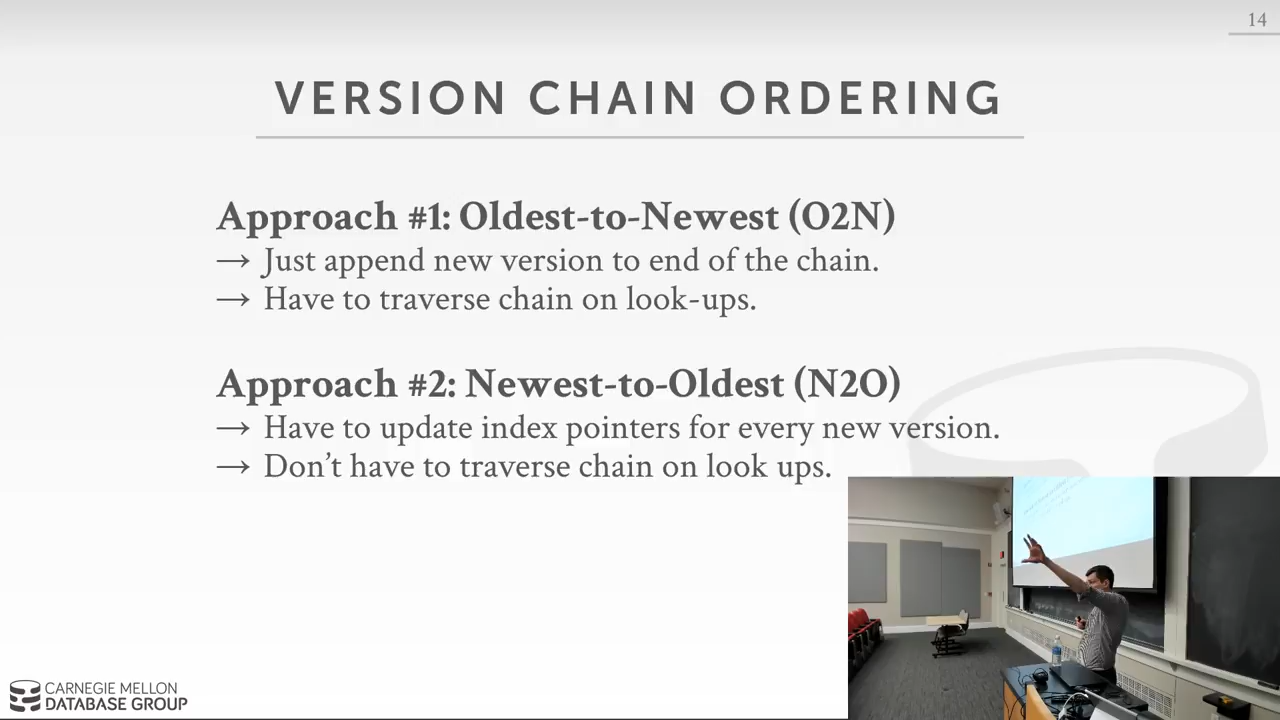 14
VERSION CHAIN ORDERING
Approach #1: Oldest-to-Newest (O2N)
→ Just append new version to end of the chain.
→ Have to traverse chain on look-ups.
Approach #2: Newest-to-Oldest (N2O)
→ Have to update index pointers for every new version.
→ Don't have to traverse chain on look ups.
CARNEGIE MELLON
DATABASE GROUP